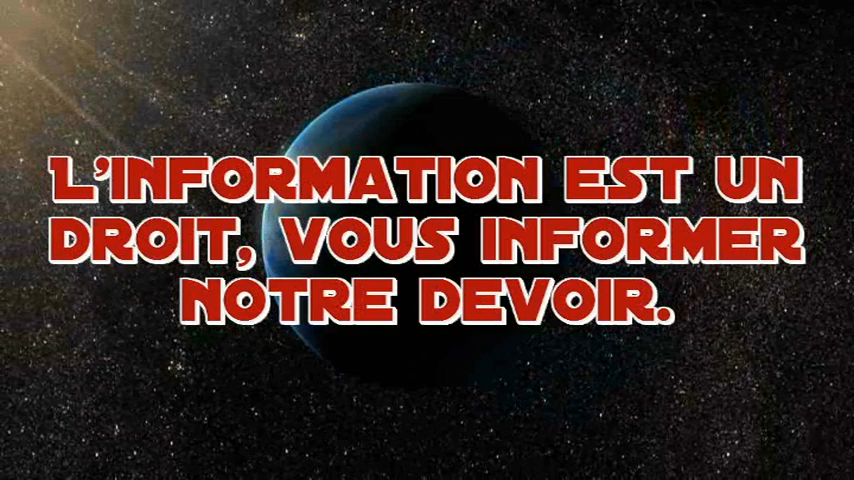 L'INFORMATION EST UN
DROIT, VOUS INFORMER
NOTRE DEVOIR.